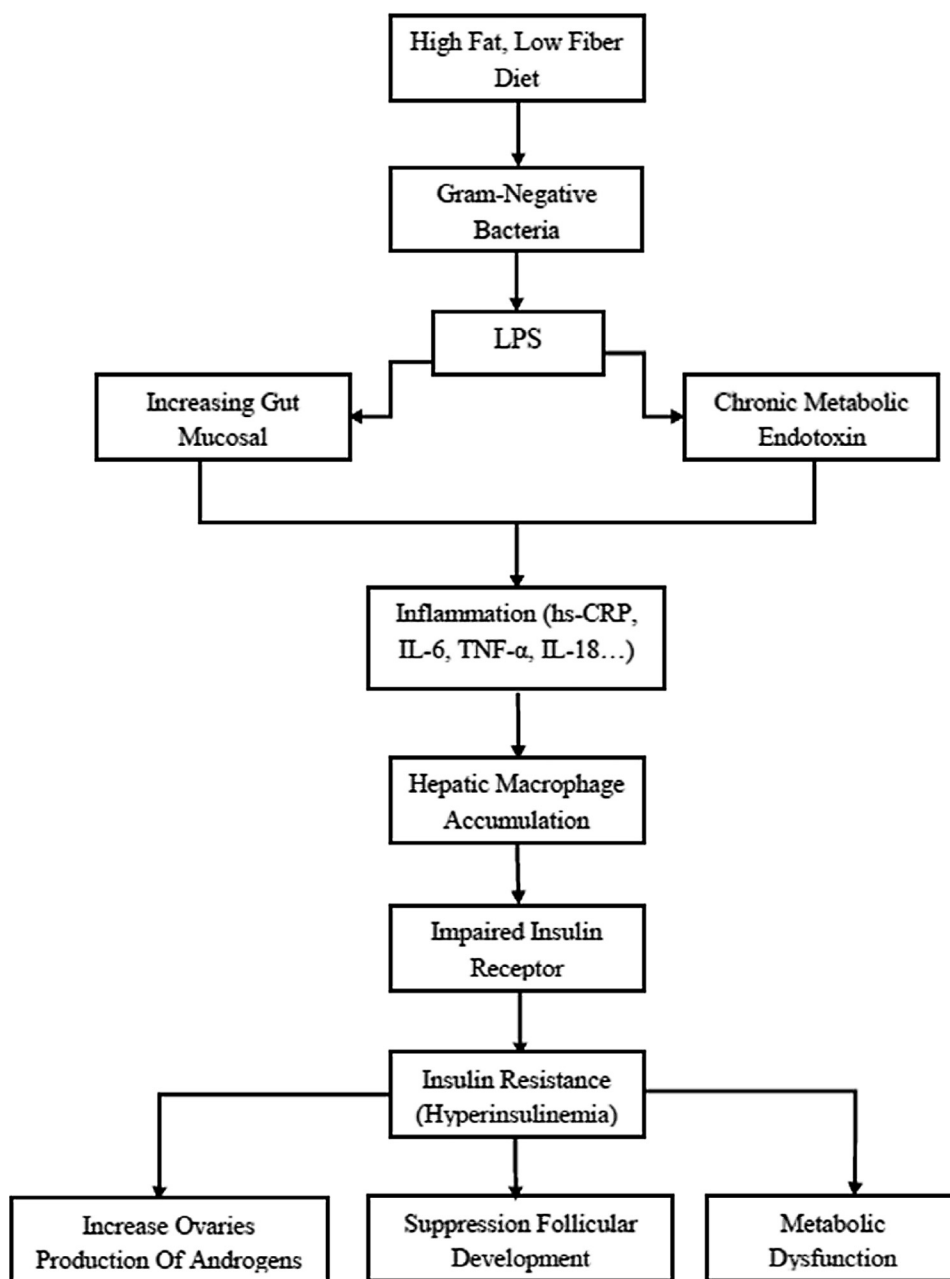 High Fat, Low Fiber
Diet
Gram-Negative
Bacteria
LPS
Increasing Gut
Mucosal
Chronic Metabolic
Endotoxin
Inflammation (hs-CRP,
IL-6, TNF-α, IL-18…)
Hepatic Macrophage
Accumulation
Impaired Insulin
Receptor
Insulin Resistance
(Hyperinsulinemia)
Increase Ovaries
Production Of Androgens
Suppression Follicular
Development
Metabolic
Dysfunction